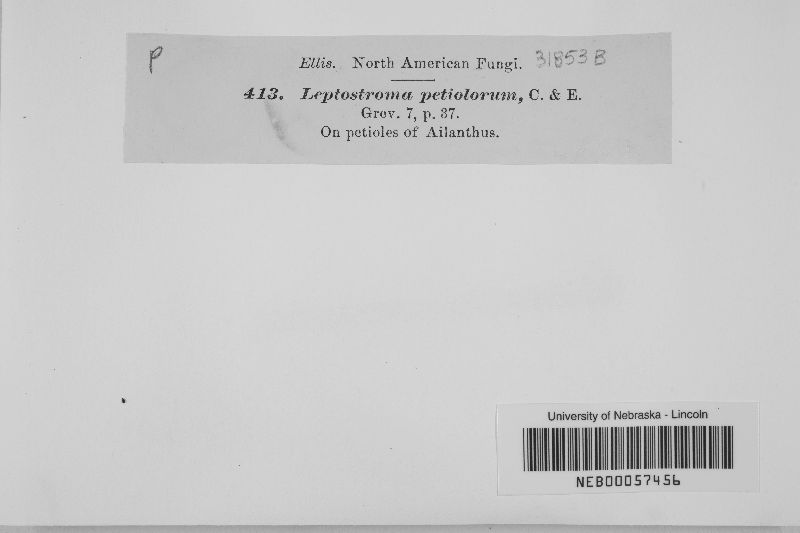 P
Ellis. North American Fungi. 31853 B
413. Leptostroma petiolorum, C. & E.
Grev. 7, p. 37.
On petioles of Ailanthus.
University of Nebraska - Lincoln
NEB00057456